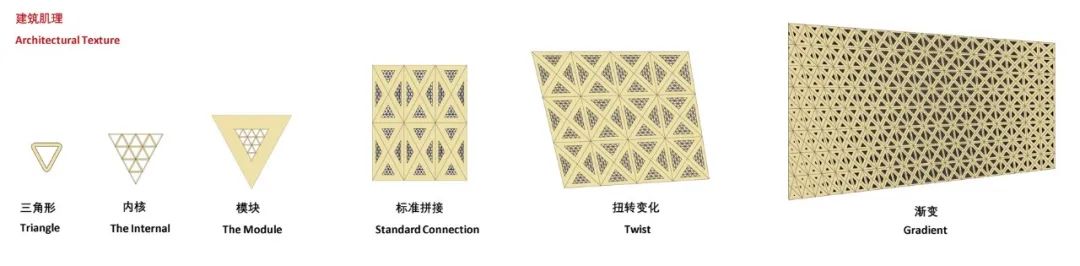 建筑肌理
Architectural Texture
三角形
Triangle
内核
The Internal
模块
The Module
标准拼接
Standard Connection
扭转变化
Twist
渐变
Gradient